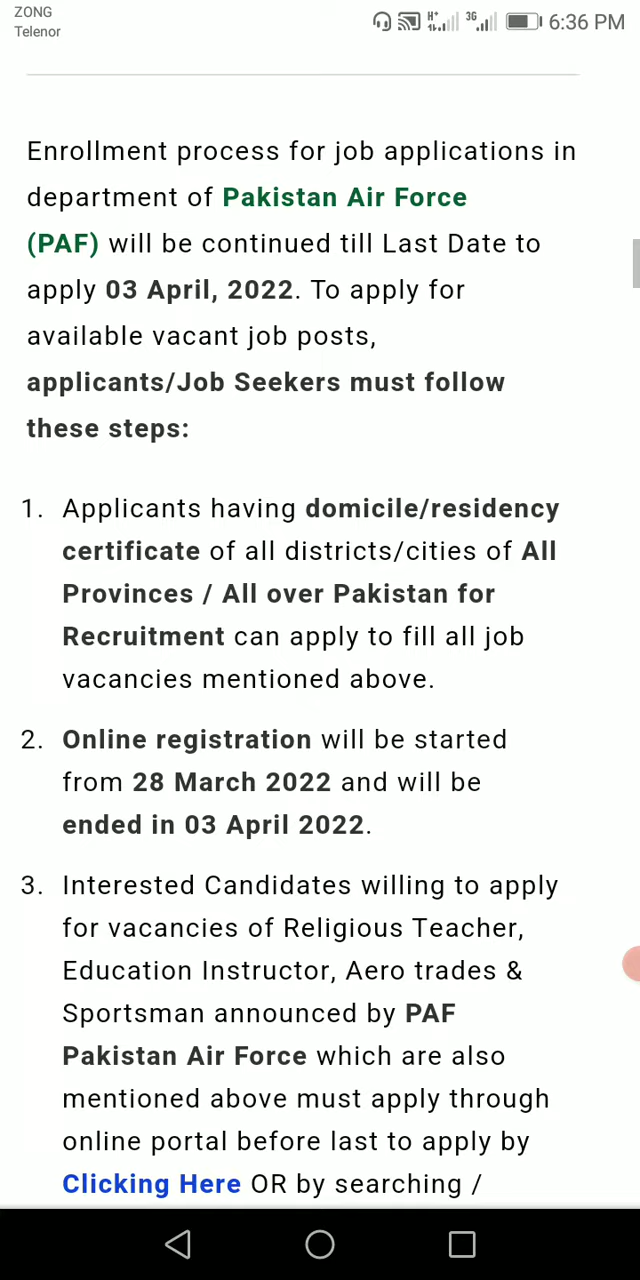 ZONG
Telenor
H+ 3G 6:36 PM
Enrollment process for job applications in
department of Pakistan Air Force
(PAF) will be continued till Last Date to
apply 03 April, 2022. To apply for
available vacant job posts,
applicants/Job Seekers must follow
these steps:
1. Applicants having domicile/residency
certificate of all districts/cities of All
Provinces / All over Pakistan for
Recruitment can apply to fill all job
vacancies mentioned above.
2. Online registration will be started
from 28 March 2022 and will be
ended in 03 April 2022.
3. Interested Candidates willing to apply
for vacancies of Religious Teacher,
Education Instructor, Aero trades &
Sportsman announced by PAF
Pakistan Air Force which are also
mentioned above must apply through
online portal before last to apply by
Clicking Here OR by searching /